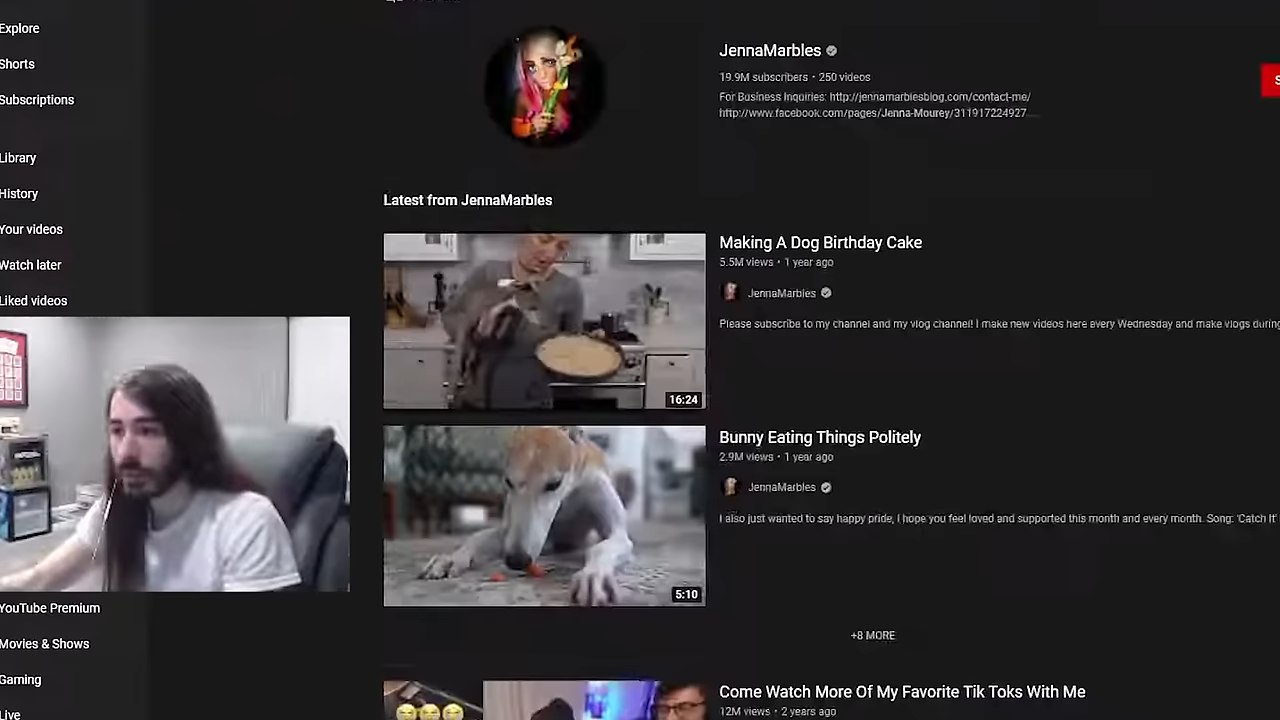 Explore
Shorts
Subscriptions
Library
History
Your videos
Watch later
Liked videos
YouTube Premium
Movies & Shows
Gaming
Live
JennaMarbles
19.9M subscribers • 250 videos
For Business Inquiries: http://jennamarblesblog.com/contact-me/
http://www.facebook.com/pages/Jenna-Mourey/311917224927...
Latest from JennaMarbles
16:24
Making A Dog Birthday Cake
5.5M views • 1 year ago
JennaMarbles
Please subscribe to my channel and my vlog channel! I make new videos here every Wednesday and make vlogs during
5:10
Bunny Eating Things Politely
2.9M views • 1 year ago
JennaMarbles
I also just wanted to say happy pride, I hope you feel loved and supported this month and every month. Song: 'Catch It'
+8 MORE
Come Watch More Of My Favorite Tik Toks With Me
12M views • 2 years ago